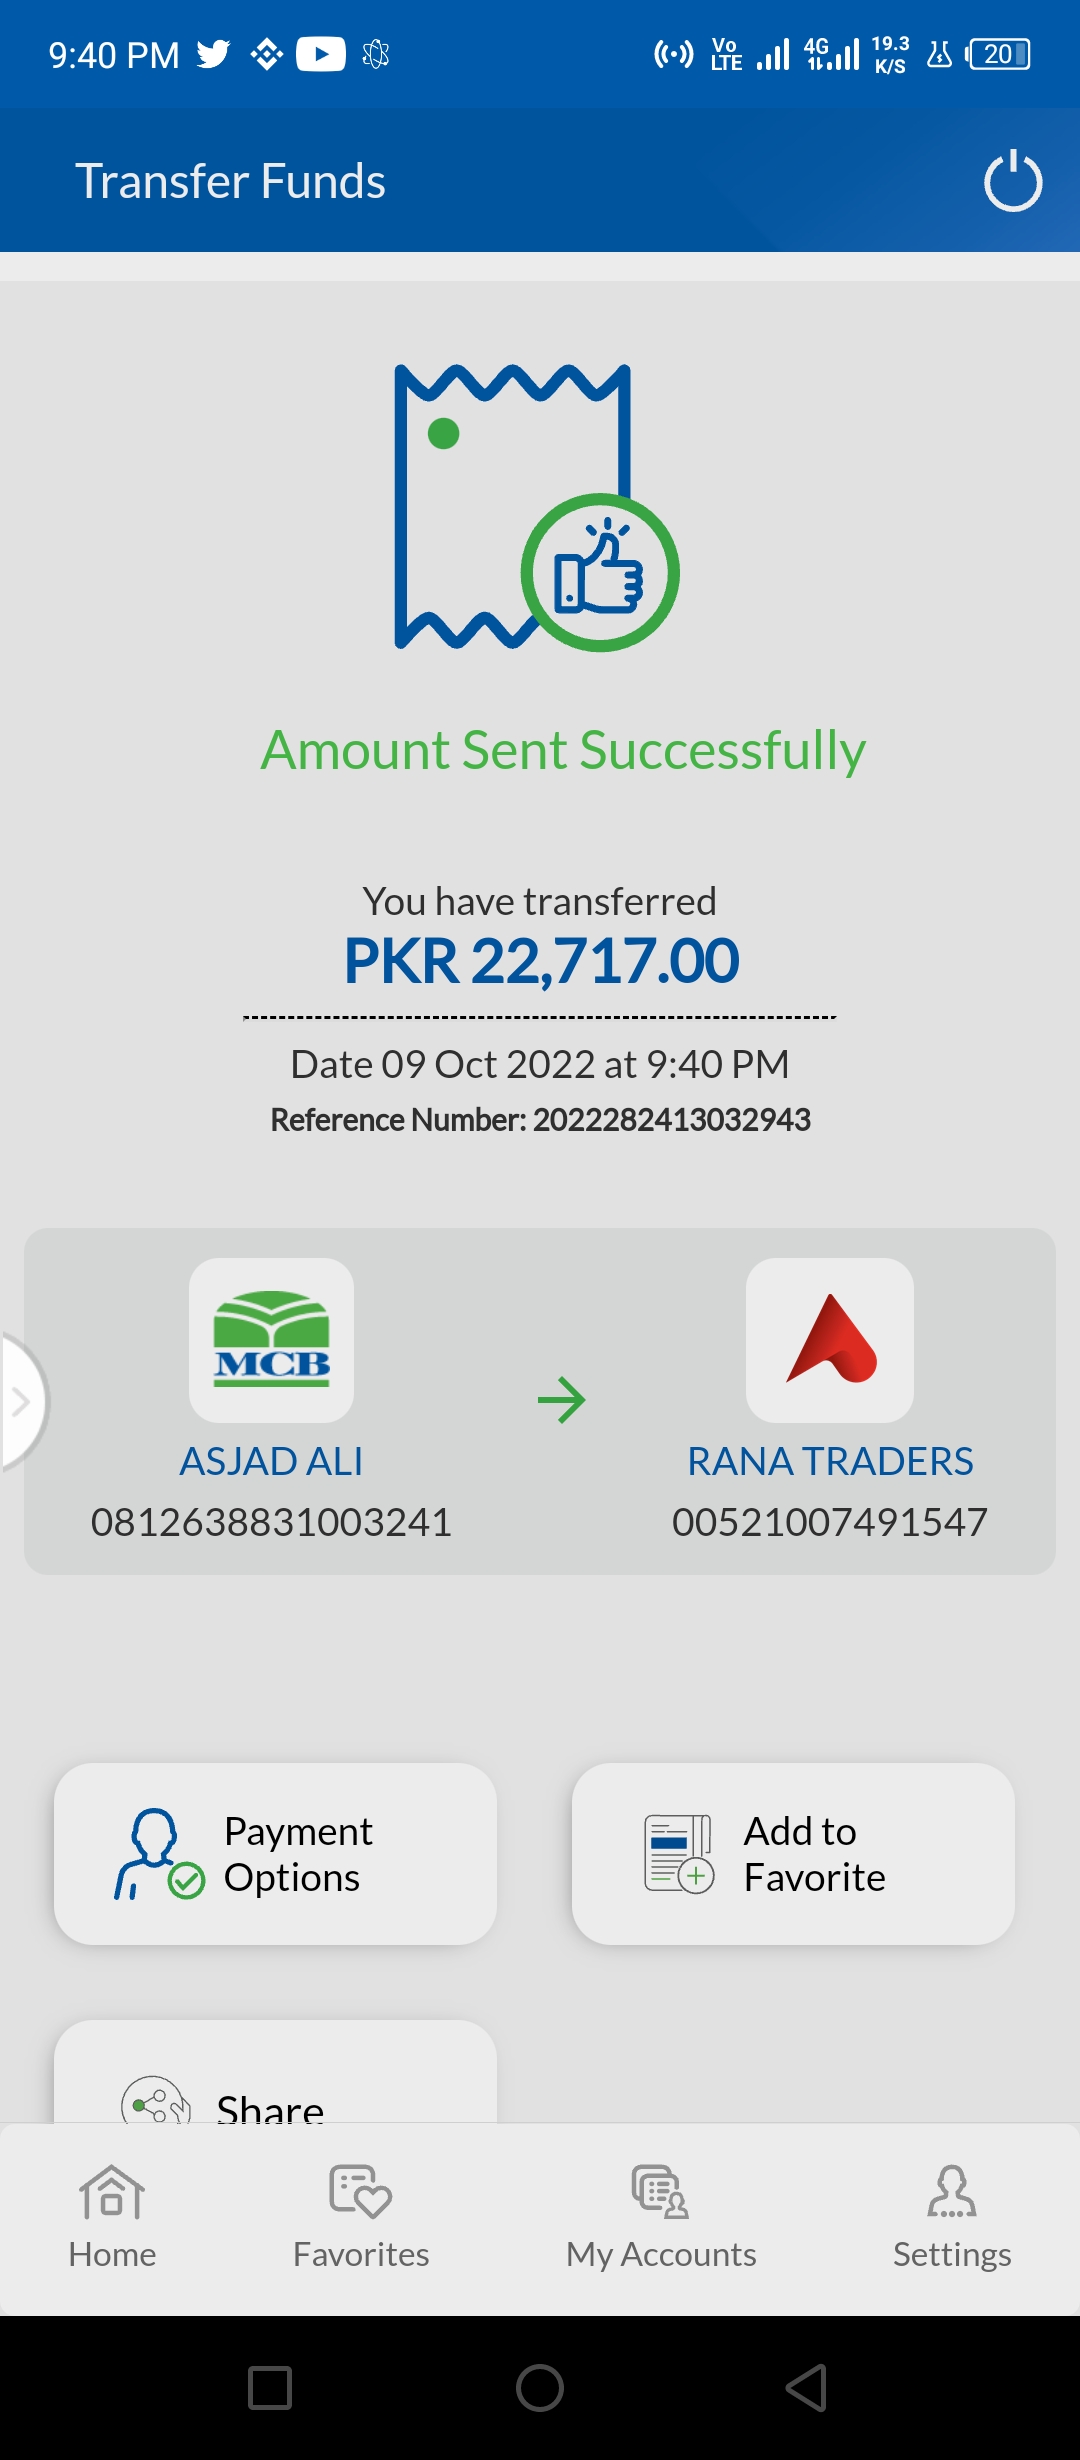 9:40 PM
Vo LTE 4G 19.3 K/S 20
Transfer Funds
Amount Sent Successfully
You have transferred
PKR 22,717.00
Date 09 Oct 2022 at 9:40 PM
Reference Number: 2022282413032943
MCB
ASJAD ALI
0812638831003241
RANA TRADERS
00521007491547
Payment
Options
Add to
Favorite
Share
Home
Favorites
My Accounts
Settings